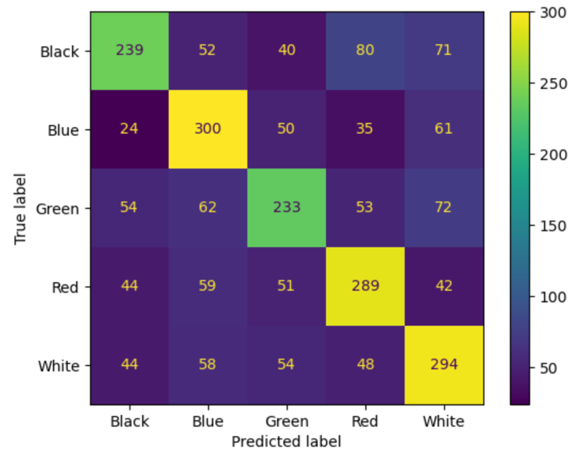 300
Black 239 52 40 80 71
250
Blue 24 300 50 35 61
200
Green 54 62 233 53 72
150
Red 44 59 51 289 42
100
White 44 58 54 48 294
50
Black Blue Green Red White
Predicted label
True label